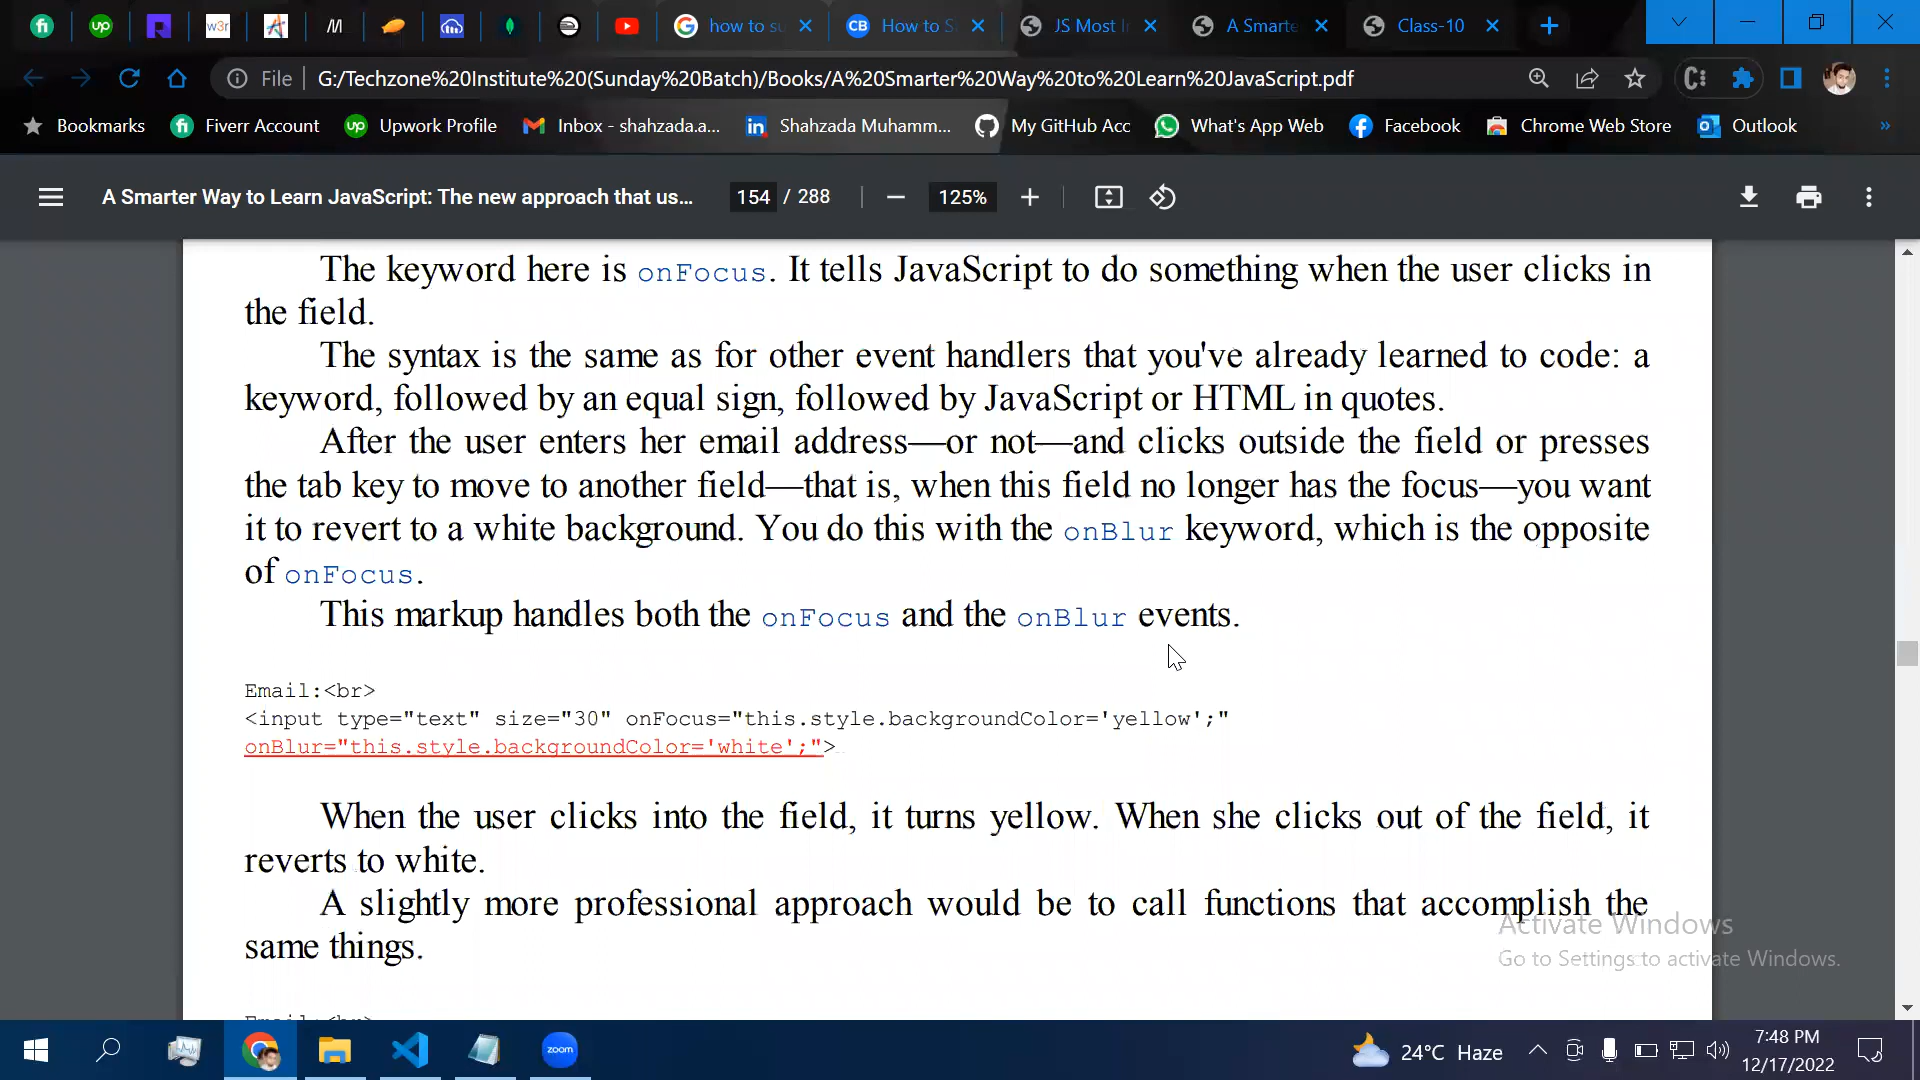 how to su
How to S
JS Most I
A Smarte
Class-10
File
G:/Techzone%20Institute%20(Sunday%20Batch)/Books/A%20Smarter%20Way%20to%20Learn%20JavaScript.pdf
Bookmarks
Fiverr Account
Upwork Profile
Inbox - shahzada.a...
Shahzada Muhamm...
My GitHub Acc
What's App Web
Facebook
Chrome Web Store
Outlook
A Smarter Way to Learn JavaScript: The new approach that us...
154 / 288
125%
The keyword here is onFocus. It tells JavaScript to do something when the user clicks in
the field.
The syntax is the same as for other event handlers that you've already learned to code: a
keyword, followed by an equal sign, followed by JavaScript or HTML in quotes.
After the user enters her email address—or not—and clicks outside the field or presses
the tab key to move to another field—that is, when this field no longer has the focus—you want
it to revert to a white background. You do this with the onBlur keyword, which is the opposite
of onFocus.
This markup handles both the onFocus and the onBlur events.
Email:<br>
<input type="text" size="30" onFocus="this.style.backgroundColor='yellow';"
onBlur="this.style.backgroundColor='white';">
When the user clicks into the field, it turns yellow. When she clicks out of the field, it
reverts to white.
A slightly more professional approach would be to call functions that accomplish the
same things.
Email:<br>
Activate Windows
Go to Settings to activate Windows.
zoom
24°C Haze
7:48 PM
12/17/2022